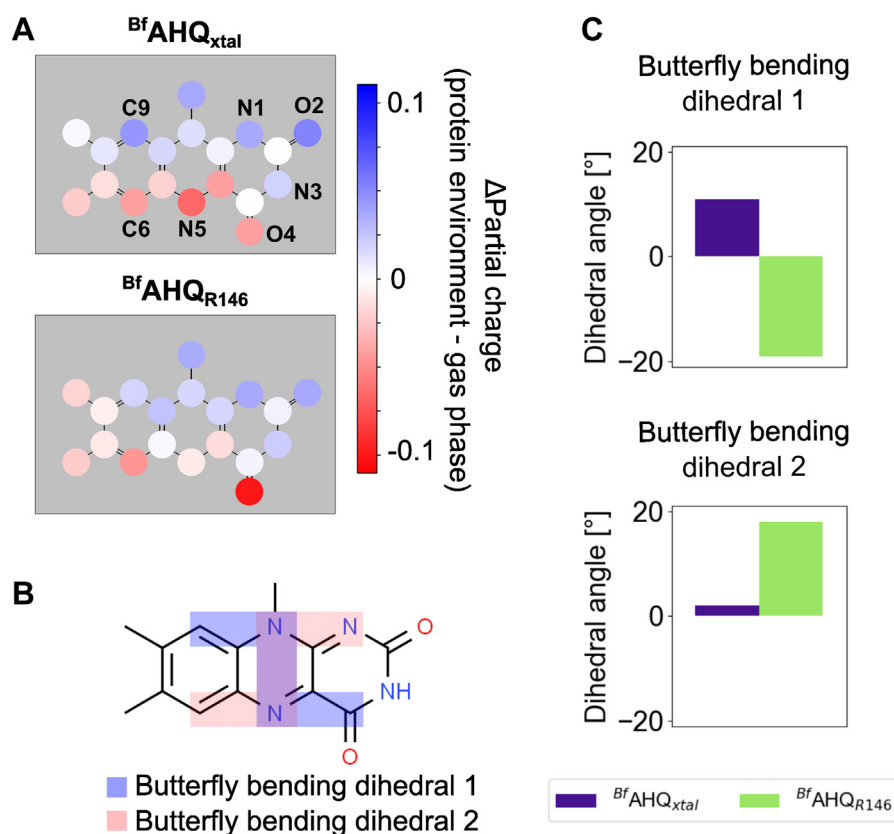 A
BfAHQxtal
C9
N1
O2
N3
C6
N5
O4
BfAHQR146
0.1
0
-0.1
ΔPartial charge
(protein environment - gas phase)
B
N
N
O
NH
N
O
Butterfly bending dihedral 1
Butterfly bending dihedral 2
C
Butterfly bending
dihedral 1
Dihedral angle [°]
20
0
−20
Butterfly bending
dihedral 2
Dihedral angle [°]
20
0
−20
BfAHQxtal
BfAHQR146